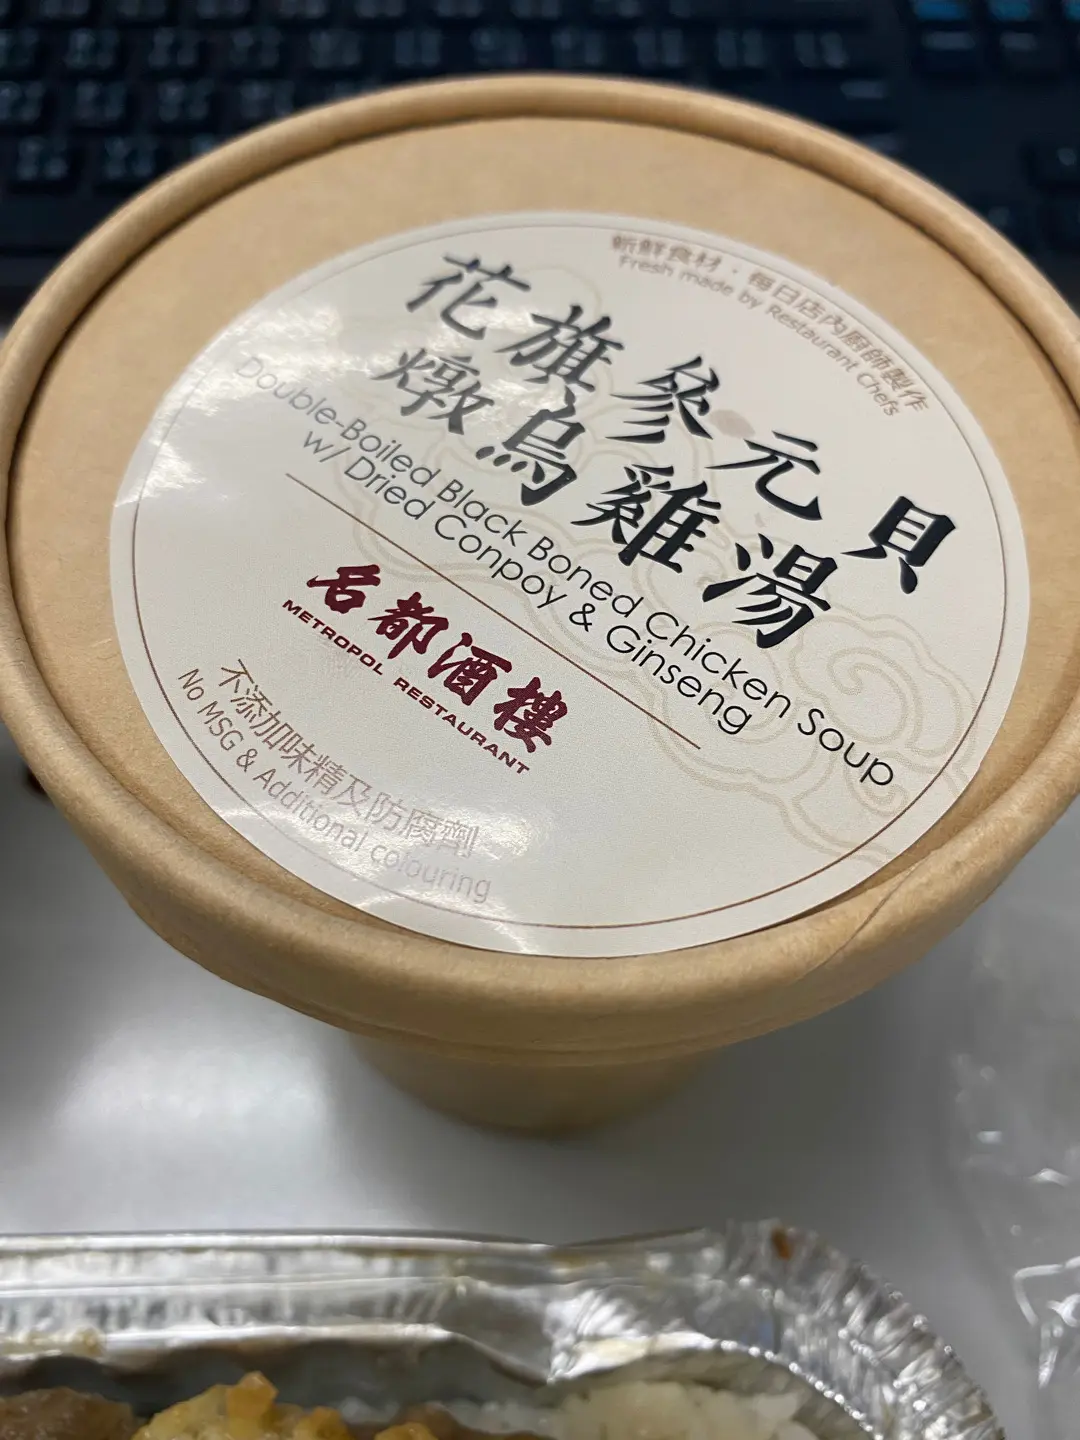 新鮮食材・每日店內廚師製作
Fresh made by Restaurant Chefs
花旗參元貝
燉烏雞湯
Double-Boiled Black Boned Chicken Soup
w/ Dried Conpoy & Ginseng
名都酒樓
METROPOL RESTAURANT
不添加味精及防腐劑
No MSG & Additional colouring